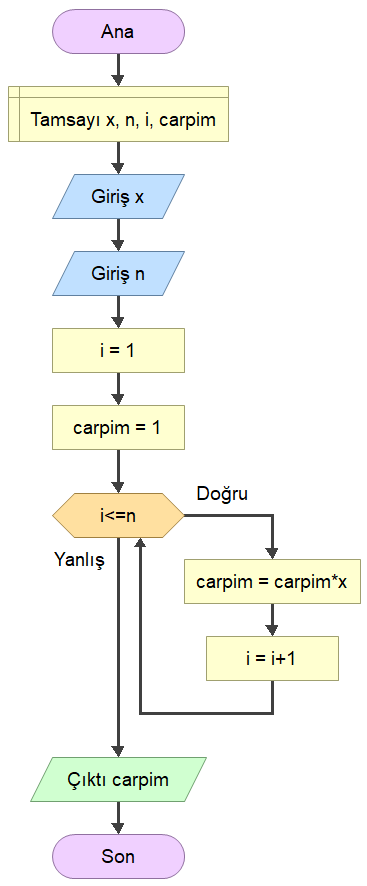 Ana
Tamsayı x, n, i, carpim
Giriş x
Giriş n
i = 1
carpim = 1
i<=n
Doğru
Yanlış
carpim = carpim*x
i = i+1
Çıktı carpim
Son